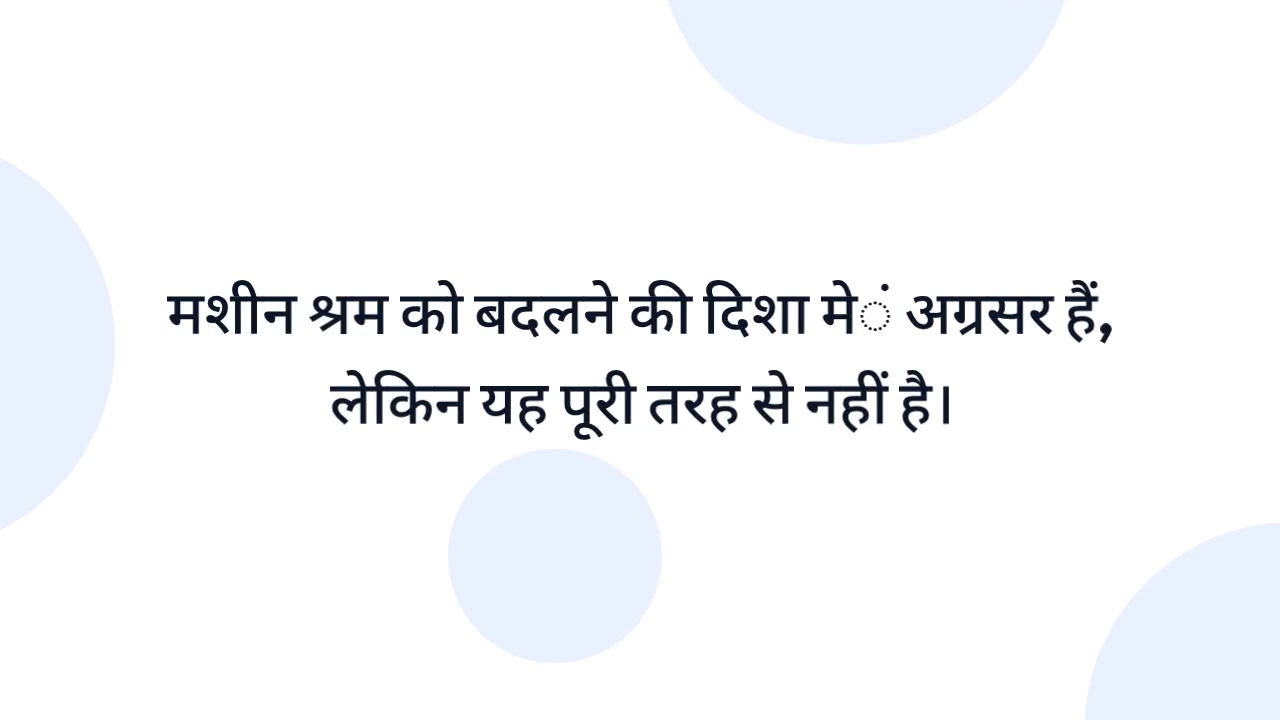 मशीन श्रम को बदलने की दिशा मे◌ं अग्रसर हैं,
लेकिन यह पूरी तरह से नहीं है।